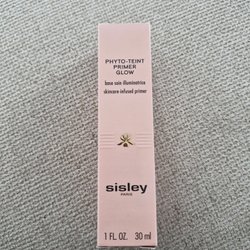 PHYTO-TEINT
PRIMER
GLOW
base soin illuminatrice
skincare-infused primer
sisley
PARIS
1 FL. OZ. 30 ml